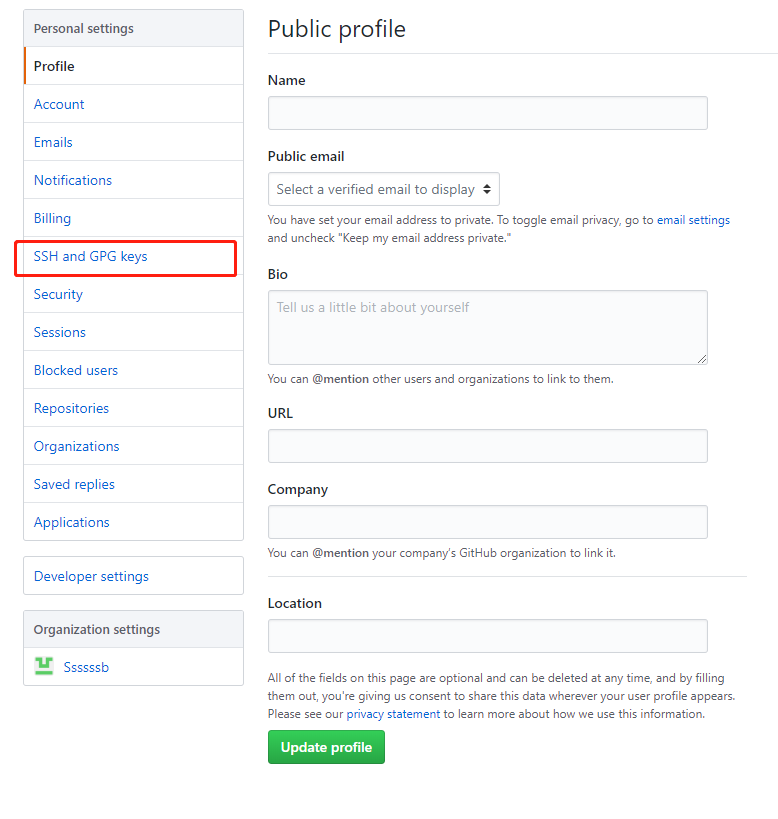 Personal settings
Profile
Account
Emails
Notifications
Billing
SSH and GPG keys
Security
Sessions
Blocked users
Repositories
Organizations
Saved replies
Applications
Developer settings
Organization settings
Ssssssb
Public profile
Name
Public email
Select a verified email to display
You have set your email address to private. To toggle email privacy, go to email settings
and uncheck "Keep my email address private."
Bio
Tell us a little bit about yourself
You can @mention other users and organizations to link to them.
URL
Company
You can @mention your company’s GitHub organization to link it.
Location
All of the fields on this page are optional and can be deleted at any time, and by filling
them out, you're giving us consent to share this data wherever your user profile appears.
Please see our privacy statement to learn more about how we use this information.
Update profile